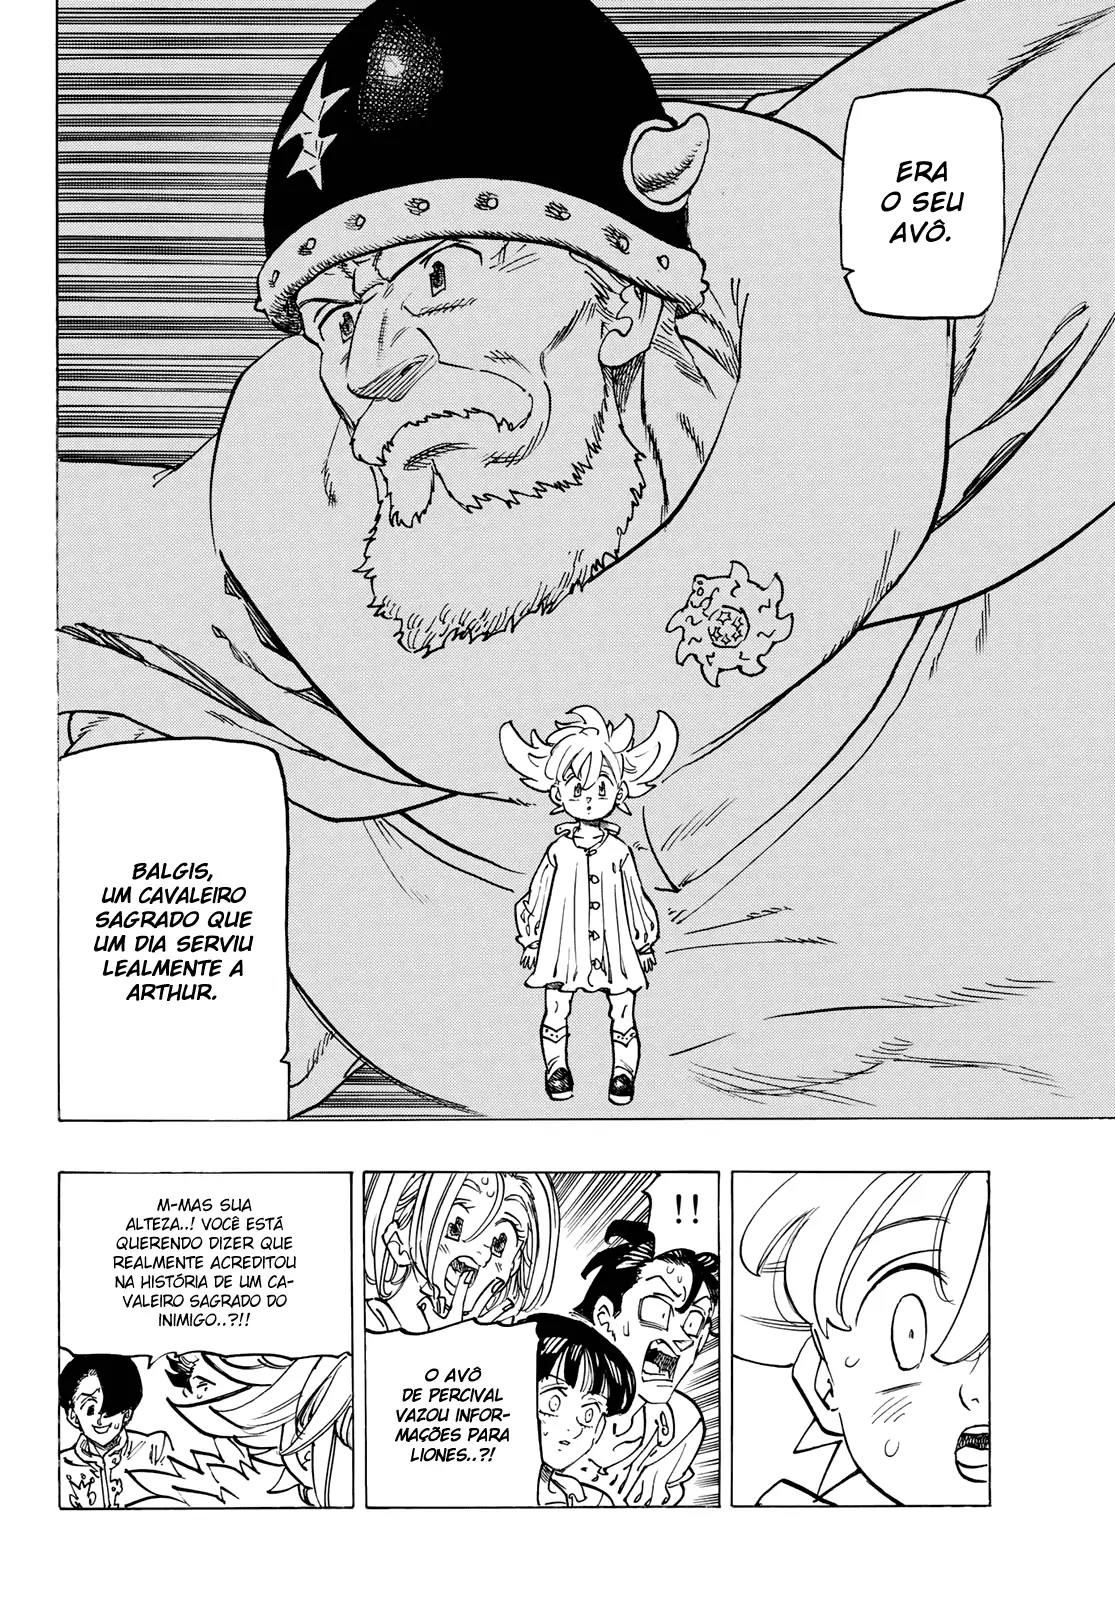 ERA
O SEU
AVÔ.
BALGIS,
UM CAVALEIRO
SAGRADO QUE
UM DIA SERVIU
LEALMENTE A
ARTHUR.
!!
O AVÔ
DE PERCIVAL
VAZOU INFOR-
MAÇÕES PARA
LIONES..?!
M-MAS SUA
ALTEZA..! VOCÊ ESTÁ
QUERENDO DIZER QUE
REALMENTE ACREDITOU
NA HISTÓRIA DE UM CA-
VALEIRO SAGRADO DO
INIMIGO..?!!